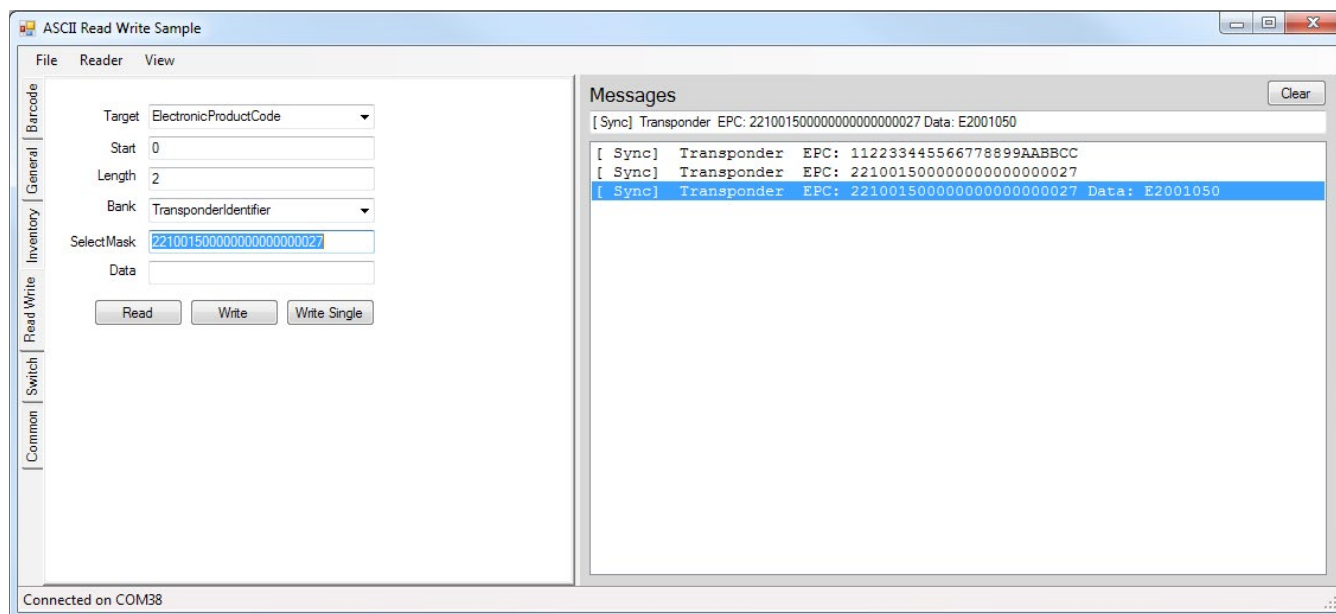 ASCII Read Write Sample
File Reader View
Barcode
General
Inventory
Read Write
Switch
Common
Target ElectronicProductCode
Start 0
Length 2
Bank TransponderIdentifier
SelectMask 221001500000000000000027
Data
Read Write Write Single
Messages
Clear
[ Sync] Transponder EPC: 221001500000000000000027 Data: E2001050
[ Sync] Transponder EPC: 112233445566778899AABBCC
[ Sync] Transponder EPC: 221001500000000000000027
[ Sync] Transponder EPC: 221001500000000000000027 Data: E2001050
Connected on COM38